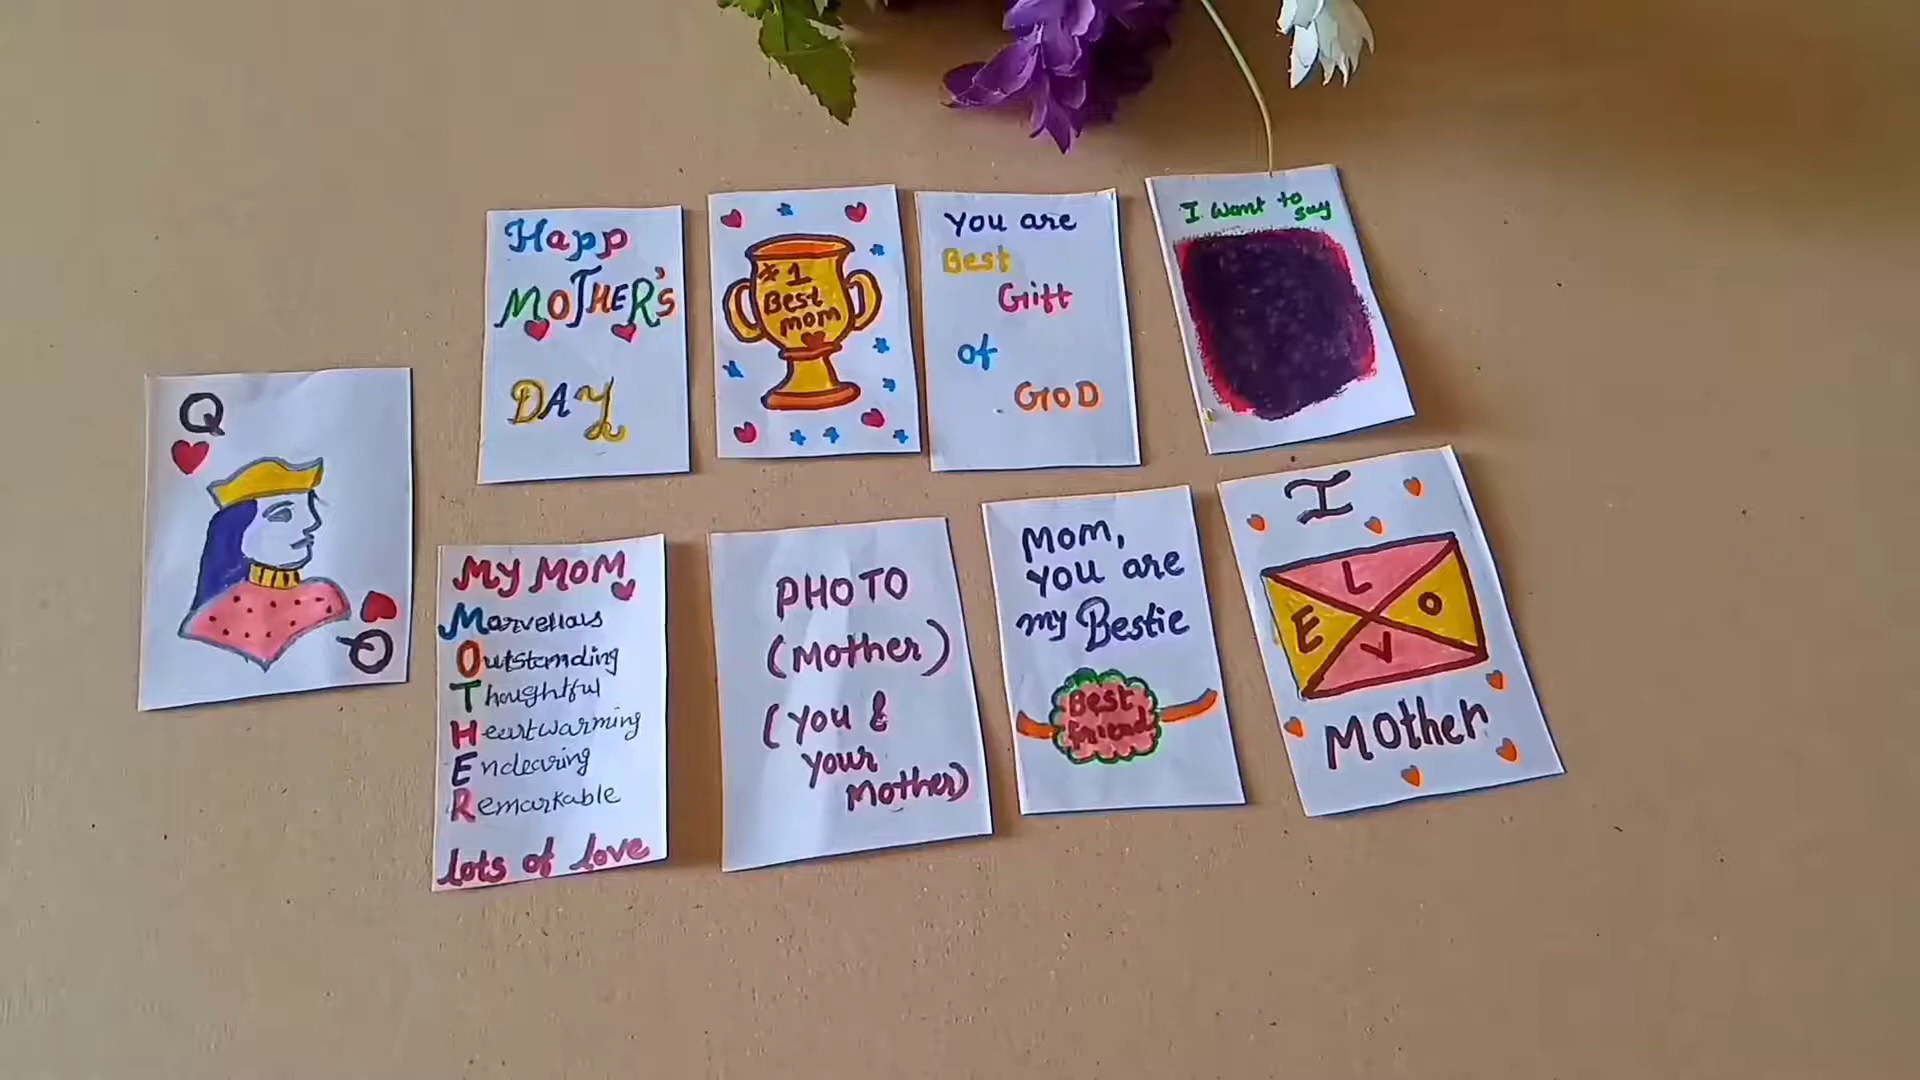 Q
Q
Happ
MOTHER'S
DAY
#1
Best
mom
You are
Best
Gift
of
GOD
I want to
say
MY MOM
Marvellous
Outstanding
Thoughtful
Heartwarming
Endearing
Remarkable
lots of love
PHOTO
(Mother)
(you &
your
Mother)
Mom,
you are
my Bestie
Best
friend
I
L
E O
V
Mother